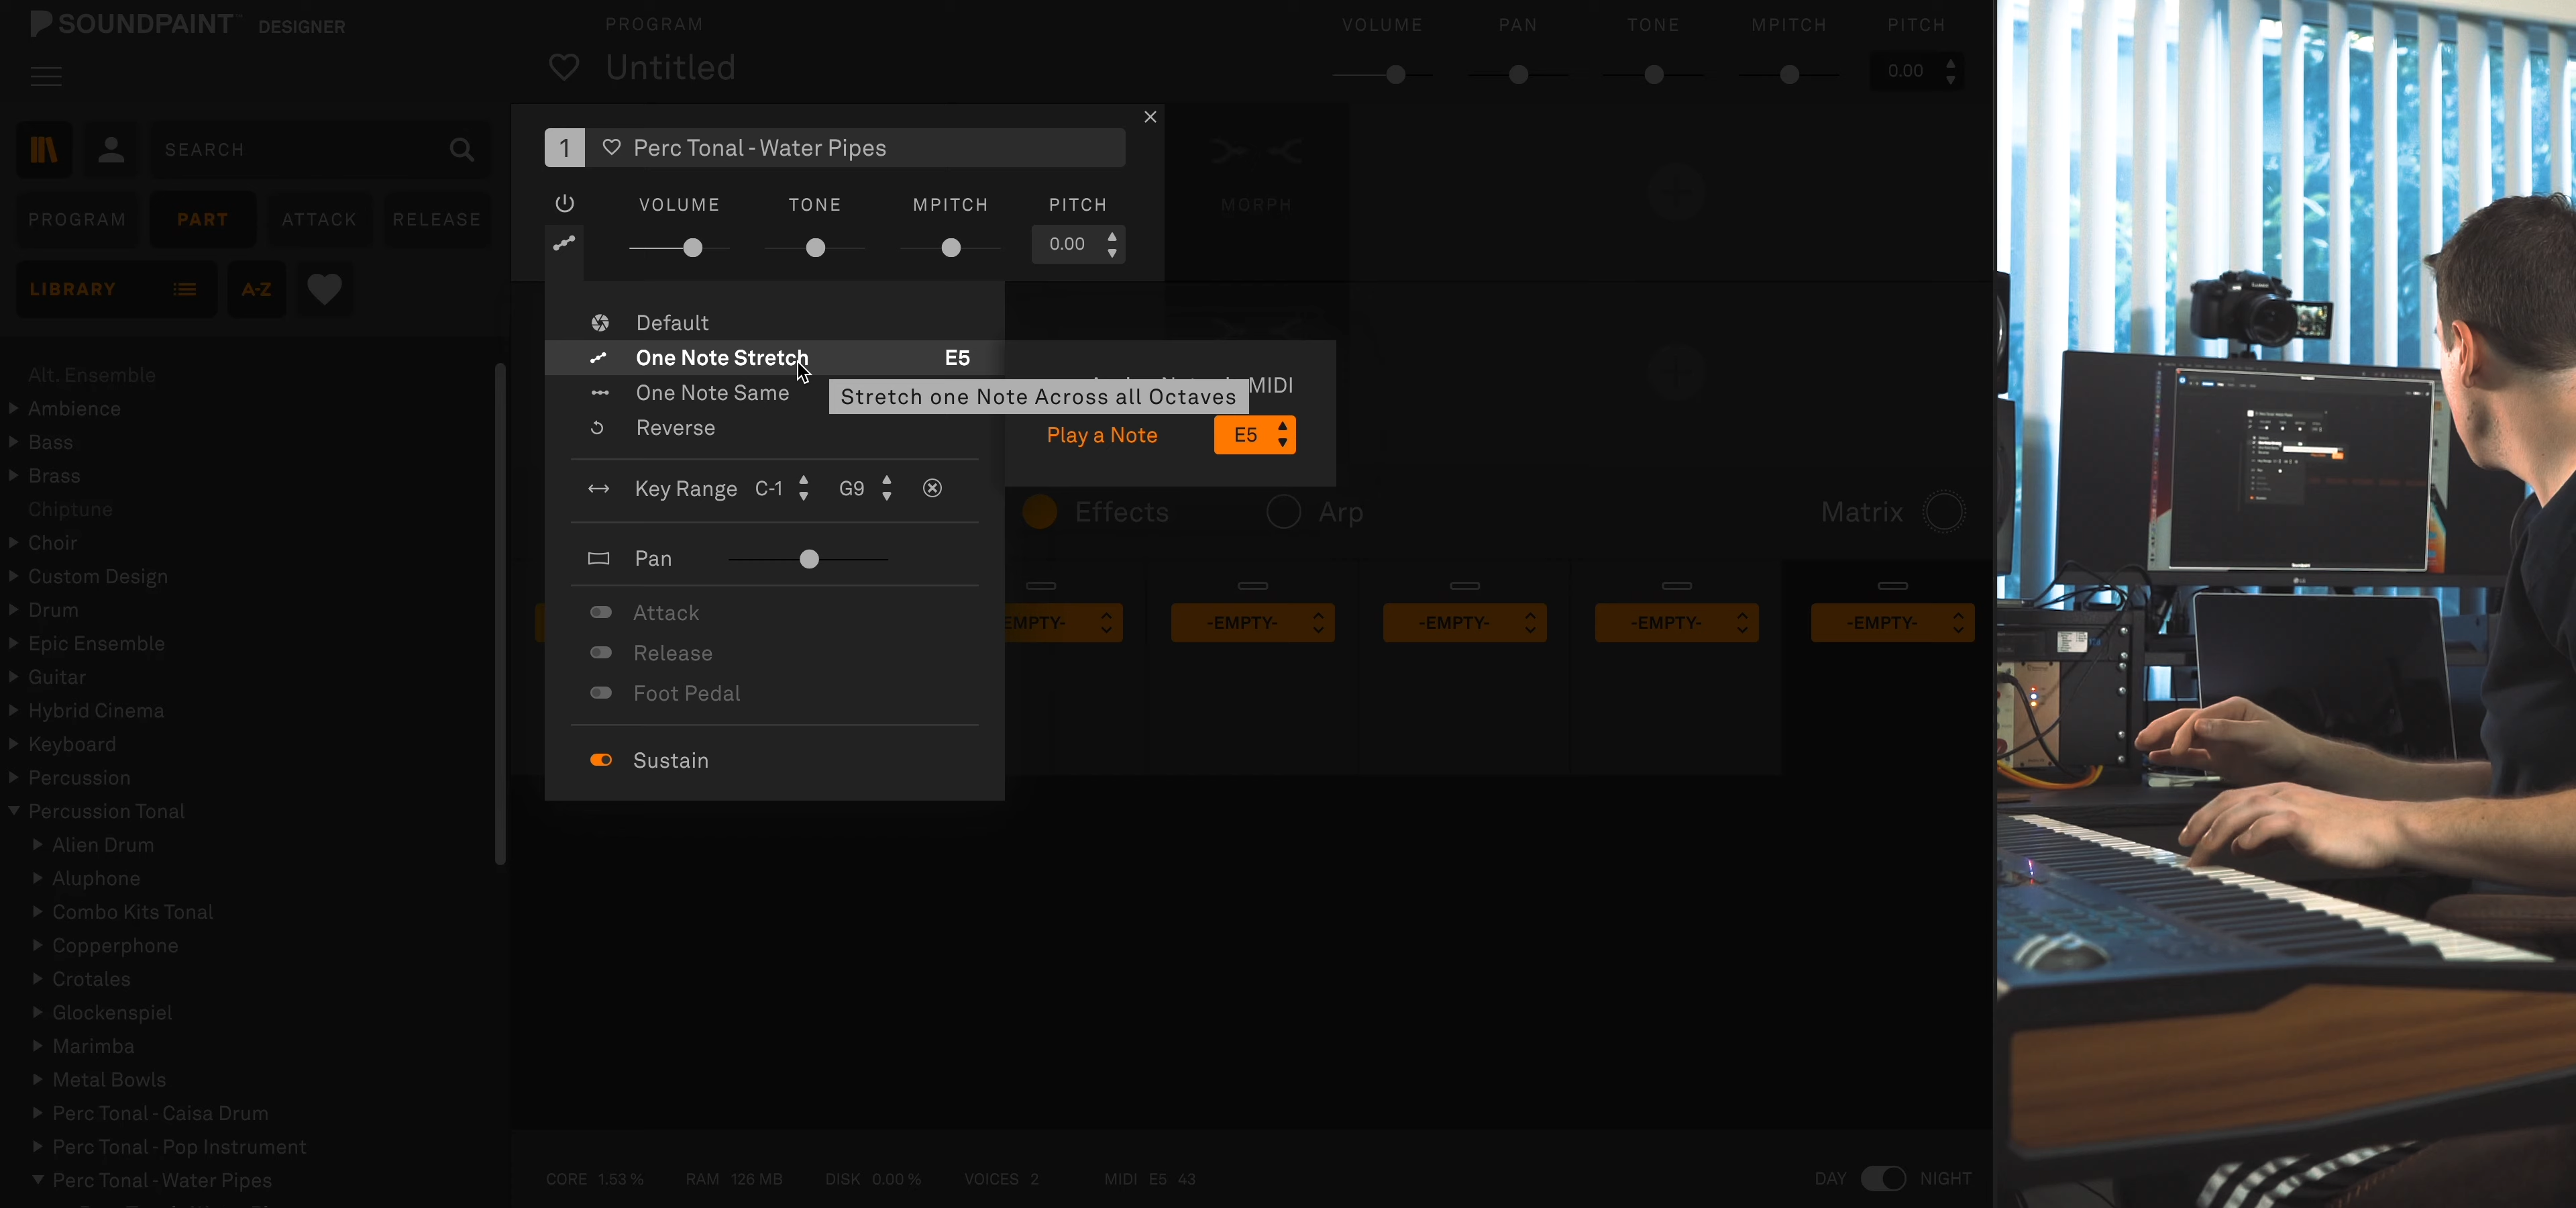 SOUNDPAINT DESIGNER
PROGRAM
Untitled
VOLUME PAN TONE MPITCH PITCH
0.00
SEARCH
PROGRAM PART ATTACK RELEASE
LIBRARY A-Z
1 Perc Tonal - Water Pipes
VOLUME TONE MPITCH PITCH
0.00
MORPH
Default
One Note Stretch E5
One Note Same
Reverse
Stretch one Note Across all Octaves
MIDI
Play a Note E5
Key Range C-1 G9
Pan
Attack
Release
Foot Pedal
Sustain
Effects Arp Matrix
EMPTY- -EMPTY- -EMPTY- -EMPTY- -EMPTY-
Alt. Ensemble
Ambience
Bass
Brass
Chiptune
Choir
Custom Design
Drum
Epic Ensemble
Guitar
Hybrid Cinema
Keyboard
Percussion
Percussion Tonal
Alien Drum
Aluphone
Combo Kits Tonal
Copperphone
Crotales
Glockenspiel
Marimba
Metal Bowls
Perc Tonal - Caisa Drum
Perc Tonal - Pop Instrument
Perc Tonal - Water Pipes
CORE 1.53 % RAM 126 MB DISK 0.00 % VOICES 2 MIDI E5 43
DAY NIGHT